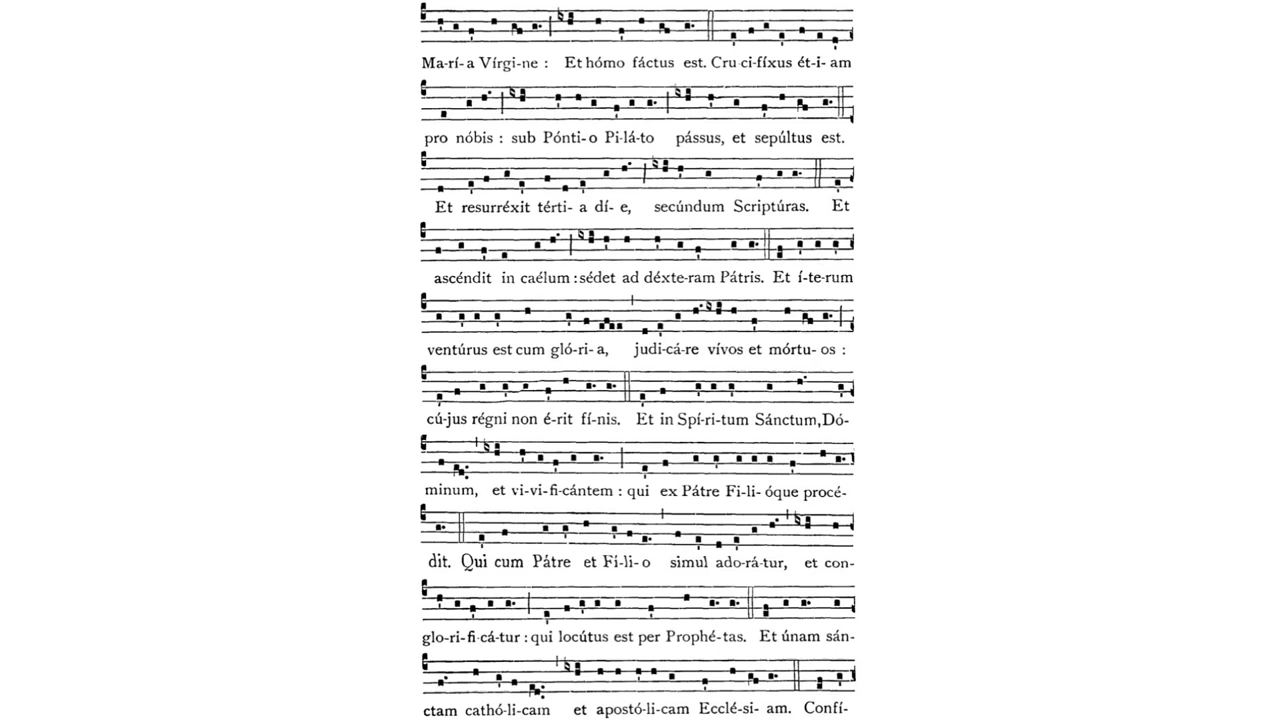 Ma-rí-a Vírgi-ne : Et hómo fáctus est. Cru-ci-fíxus ét-i-am
pro nóbis : sub Pónti-o Pi-lá-to pássus, et sepúltus est.
Et resurréxit térti-a dí-e, secúndum Scriptúras. Et
ascéndit in caélum : sédet ad déxte-ram Pátris. Et í-te-rum
ventúrus est cum gló-ri-a, judi-cá-re vívos et mórtu-os :
cú-jus régni non é-rit fí-nis. Et in Spí-ri-tum Sánctum, Dó-
minum, et vi-vi-fi-cántem : qui ex Pátre Fi-li-óque procé-
dit. Qui cum Pátre et Fí-li-o simul ado-rá-tur, et con-
glo-ri-fi-cá-tur : qui locútus est per Prophé-tas. Et únam sán-
ctam cathó-li-cam et apostó-li-cam Ecclé-si-am. Confí-